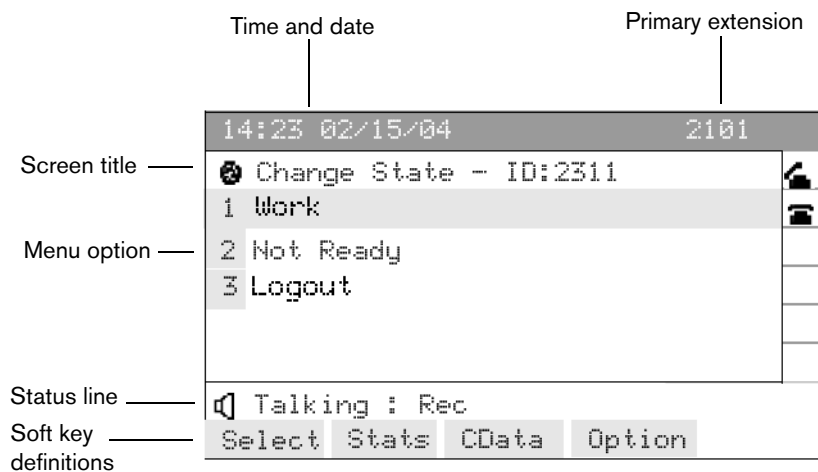 Time and date
Primary extension
14:23 02/15/04 2101
Screen title
Change State - ID:2311
1 Work
Menu option
2 Not Ready
3 Logout
Status line
Talking : Rec
Soft key
definitions
Select Stats CData Option